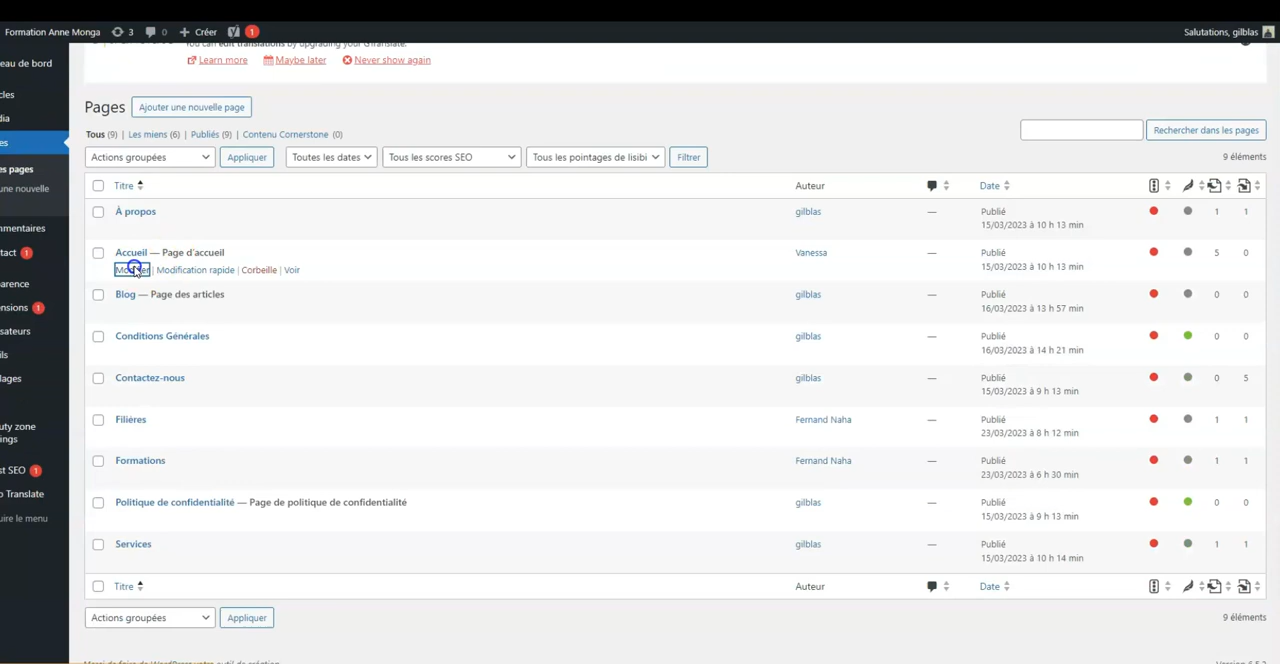 Formation Anne Monga 3 0 Créer 1 Salutations, gilblas
You can edit translations by upgrading your GTranslate.
Learn more Maybe later Never show again
eau de bord
cles
dia
es
es pages
une nouvelle
mmentaires
tact 1
arence
ensions 1
sateurs
ils
lages
uty zone
ings
st SEO 1
o Translate
uire le menu
Pages Ajouter une nouvelle page
Tous (9) | Les miens (6) | Publiés (9) | Contenu Cornerstone (0)
Rechercher dans les pages
Actions groupées Appliquer Toutes les dates Tous les scores SEO Tous les pointages de lisibi Filtrer
9 éléments
Titre Auteur Date
À propos gilblas — Publié 1 1
15/03/2023 à 10 h 13 min
Accueil — Page d'accueil Vanessa — Publié 5 0
Modification rapide | Corbeille | Voir 15/03/2023 à 10 h 13 min
Blog — Page des articles gilblas — Publié 0 0
16/03/2023 à 13 h 57 min
Conditions Générales gilblas — Publié 0 0
16/03/2023 à 14 h 21 min
Contactez-nous gilblas — Publié 0 5
15/03/2023 à 9 h 13 min
Filières Fernand Naha — Publié 1 1
23/03/2023 à 8 h 12 min
Formations Fernand Naha — Publié 1 1
23/03/2023 à 6 h 30 min
Politique de confidentialité — Page de politique de confidentialité gilblas — Publié 0 0
15/03/2023 à 9 h 13 min
Services gilblas — Publié 1 1
15/03/2023 à 10 h 14 min
Titre Auteur Date
Actions groupées Appliquer
9 éléments